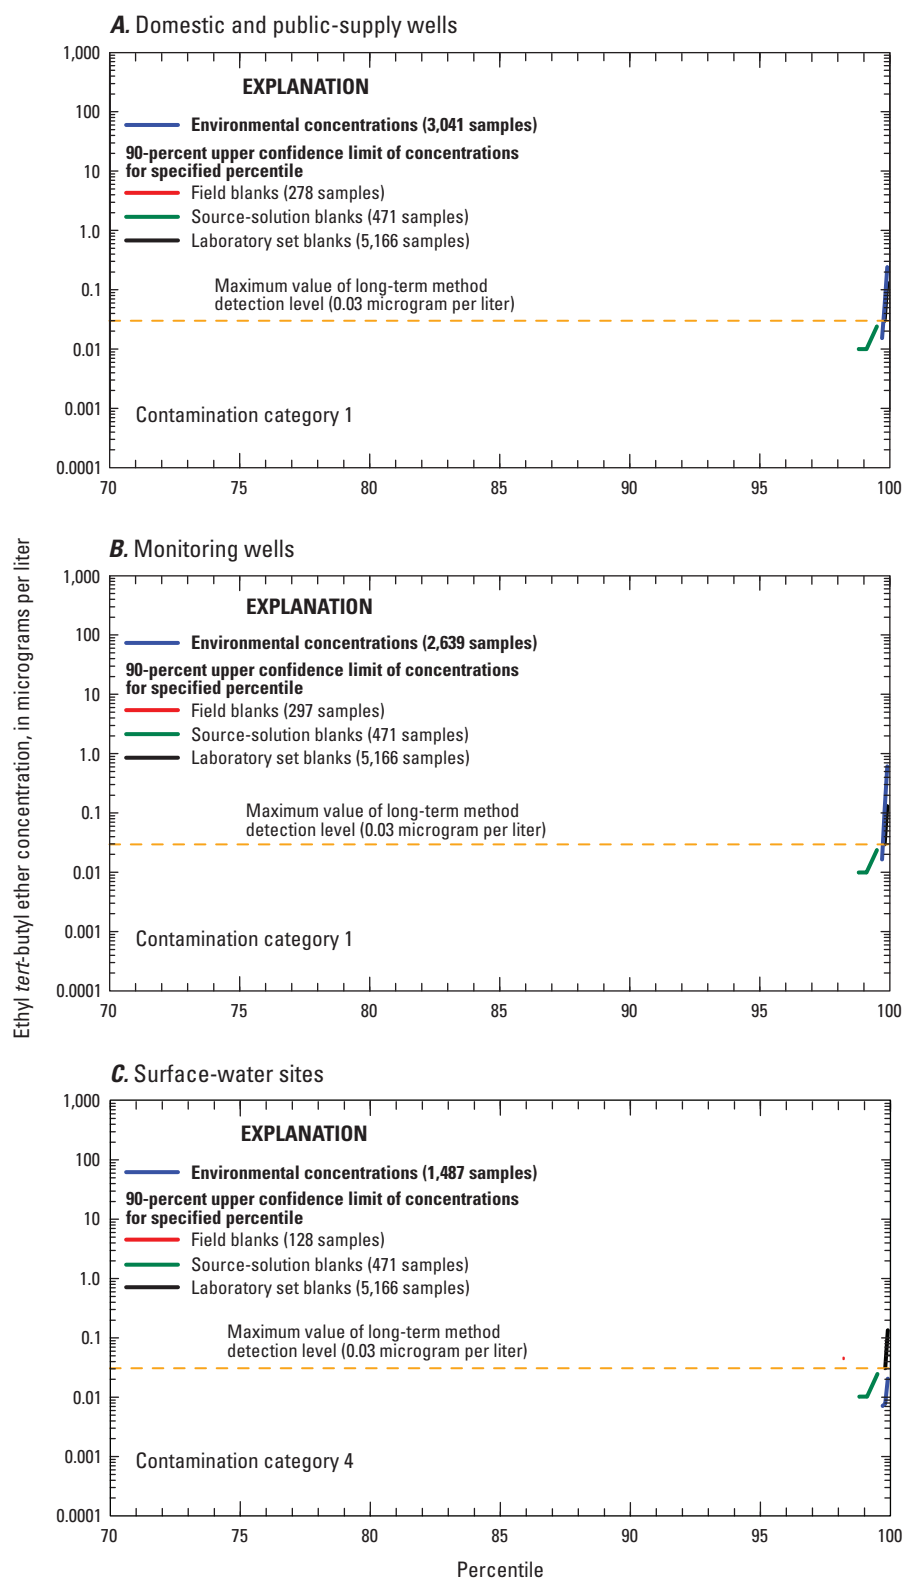 A. Domestic and public-supply wells
1,000
EXPLANATION
100
Environmental concentrations (3,041 samples)
90-percent upper confidence limit of concentrations
for specified percentile
10
Field blanks (278 samples)
Source-solution blanks (471 samples)
1.0
Laboratory set blanks (5,166 samples)
Maximum value of long-term method
detection level (0.03 microgram per liter)
0.1
0.01
0.001
Contamination category 1
0.0001
70 75 80 85 90 95 100
Ethyl tert-butyl ether concentration, in micrograms per liter
B. Monitoring wells
1,000
EXPLANATION
100
Environmental concentrations (2,639 samples)
90-percent upper confidence limit of concentrations
for specified percentile
10
Field blanks (297 samples)
Source-solution blanks (471 samples)
1.0
Laboratory set blanks (5,166 samples)
Maximum value of long-term method
detection level (0.03 microgram per liter)
0.1
0.01
0.001
Contamination category 1
0.0001
70 75 80 85 90 95 100
C. Surface-water sites
1,000
EXPLANATION
100
Environmental concentrations (1,487 samples)
90-percent upper confidence limit of concentrations
for specified percentile
10
Field blanks (128 samples)
Source-solution blanks (471 samples)
1.0
Laboratory set blanks (5,166 samples)
Maximum value of long-term method
detection level (0.03 microgram per liter)
0.1
0.01
0.001
Contamination category 4
0.0001
70 75 80 85 90 95 100
Percentile